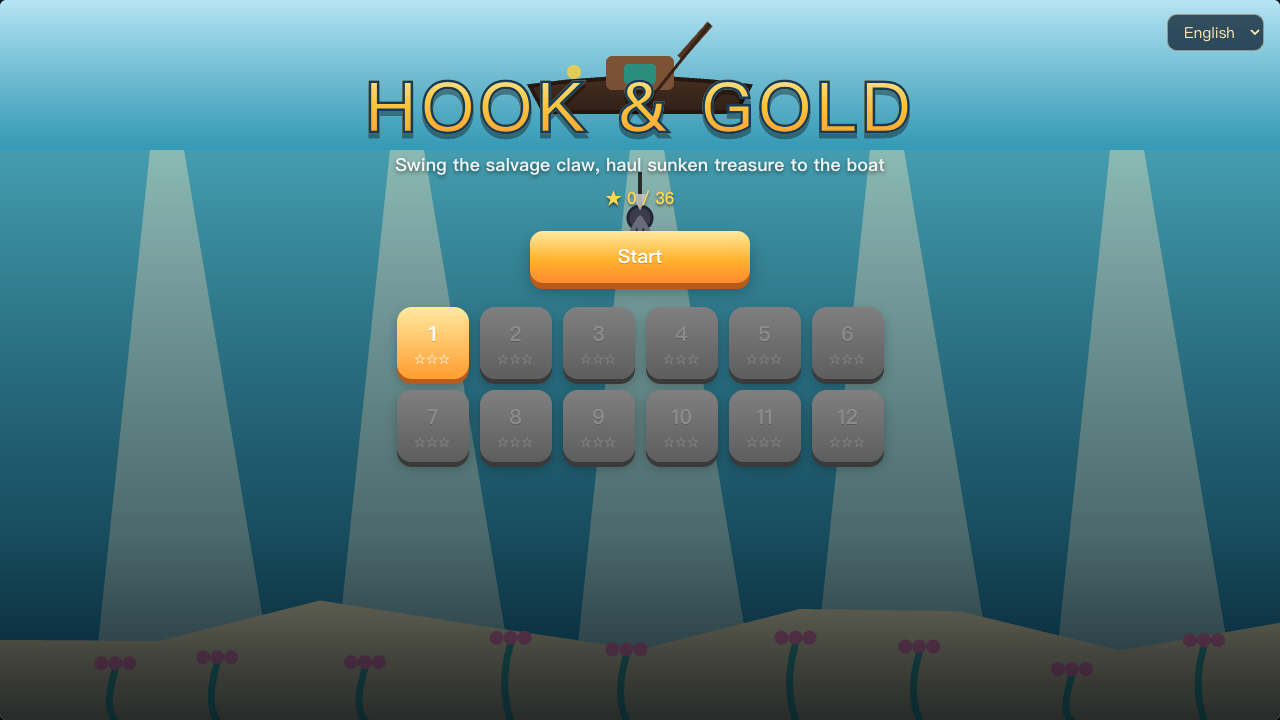 English
HOOK & GOLD
Swing the salvage claw, haul sunken treasure to the boat
★ 0 / 36
Start
1 2 3 4 5 6
☆☆☆ ☆☆☆ ☆☆☆ ☆☆☆ ☆☆☆ ☆☆☆
7 8 9 10 11 12
☆☆☆ ☆☆☆ ☆☆☆ ☆☆☆ ☆☆☆ ☆☆☆